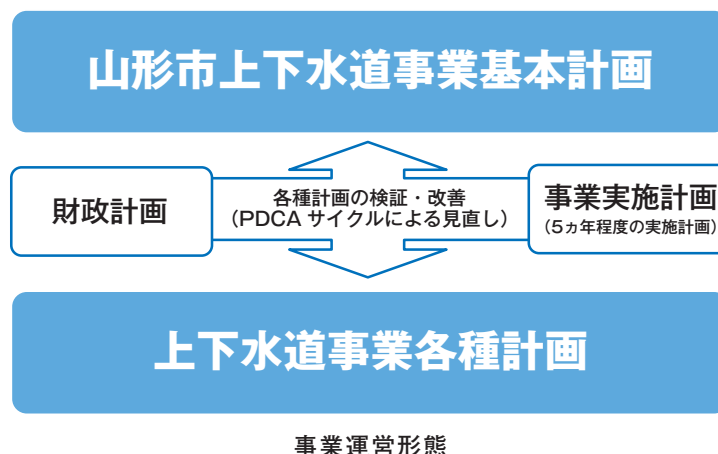 山形市上下水道事業基本計画
財政計画
各種計画の検証・改善
（PDCA サイクルによる見直し）
事業実施計画
（5ヵ年程度の実施計画）
上下水道事業各種計画
事業運営形態